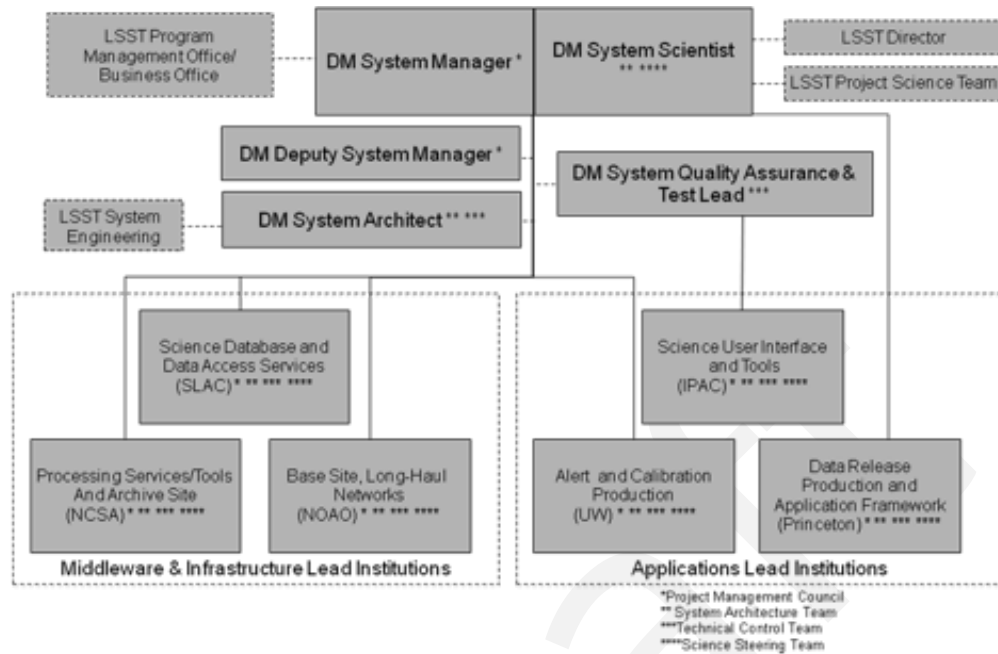 LSST Program
Management Office/
Business Office
DM System Manager *
DM System Scientist
** ****
LSST Director
LSST Project Science Team
DM Deputy System Manager *
DM System Quality Assurance &
Test Lead ***
LSST System
Engineering
DM System Architect ** ***
Science Database and
Data Access Services
(SLAC) * ** *** ****
Science User Interface
and Tools
(IPAC) * ** *** ****
Processing Services/Tools
And Archive Site
(NCSA) * ** *** ****
Base Site, Long-Haul
Networks
(NOAO) * ** *** ****
Alert and Calibration
Production
(UW) * ** *** ****
Data Release
Production and
Application Framework
(Princeton) * ** *** ****
Middleware & Infrastructure Lead Institutions
Applications Lead Institutions
*Project Management Council
** System Architecture Team
***Technical Control Team
****Science Steering Team